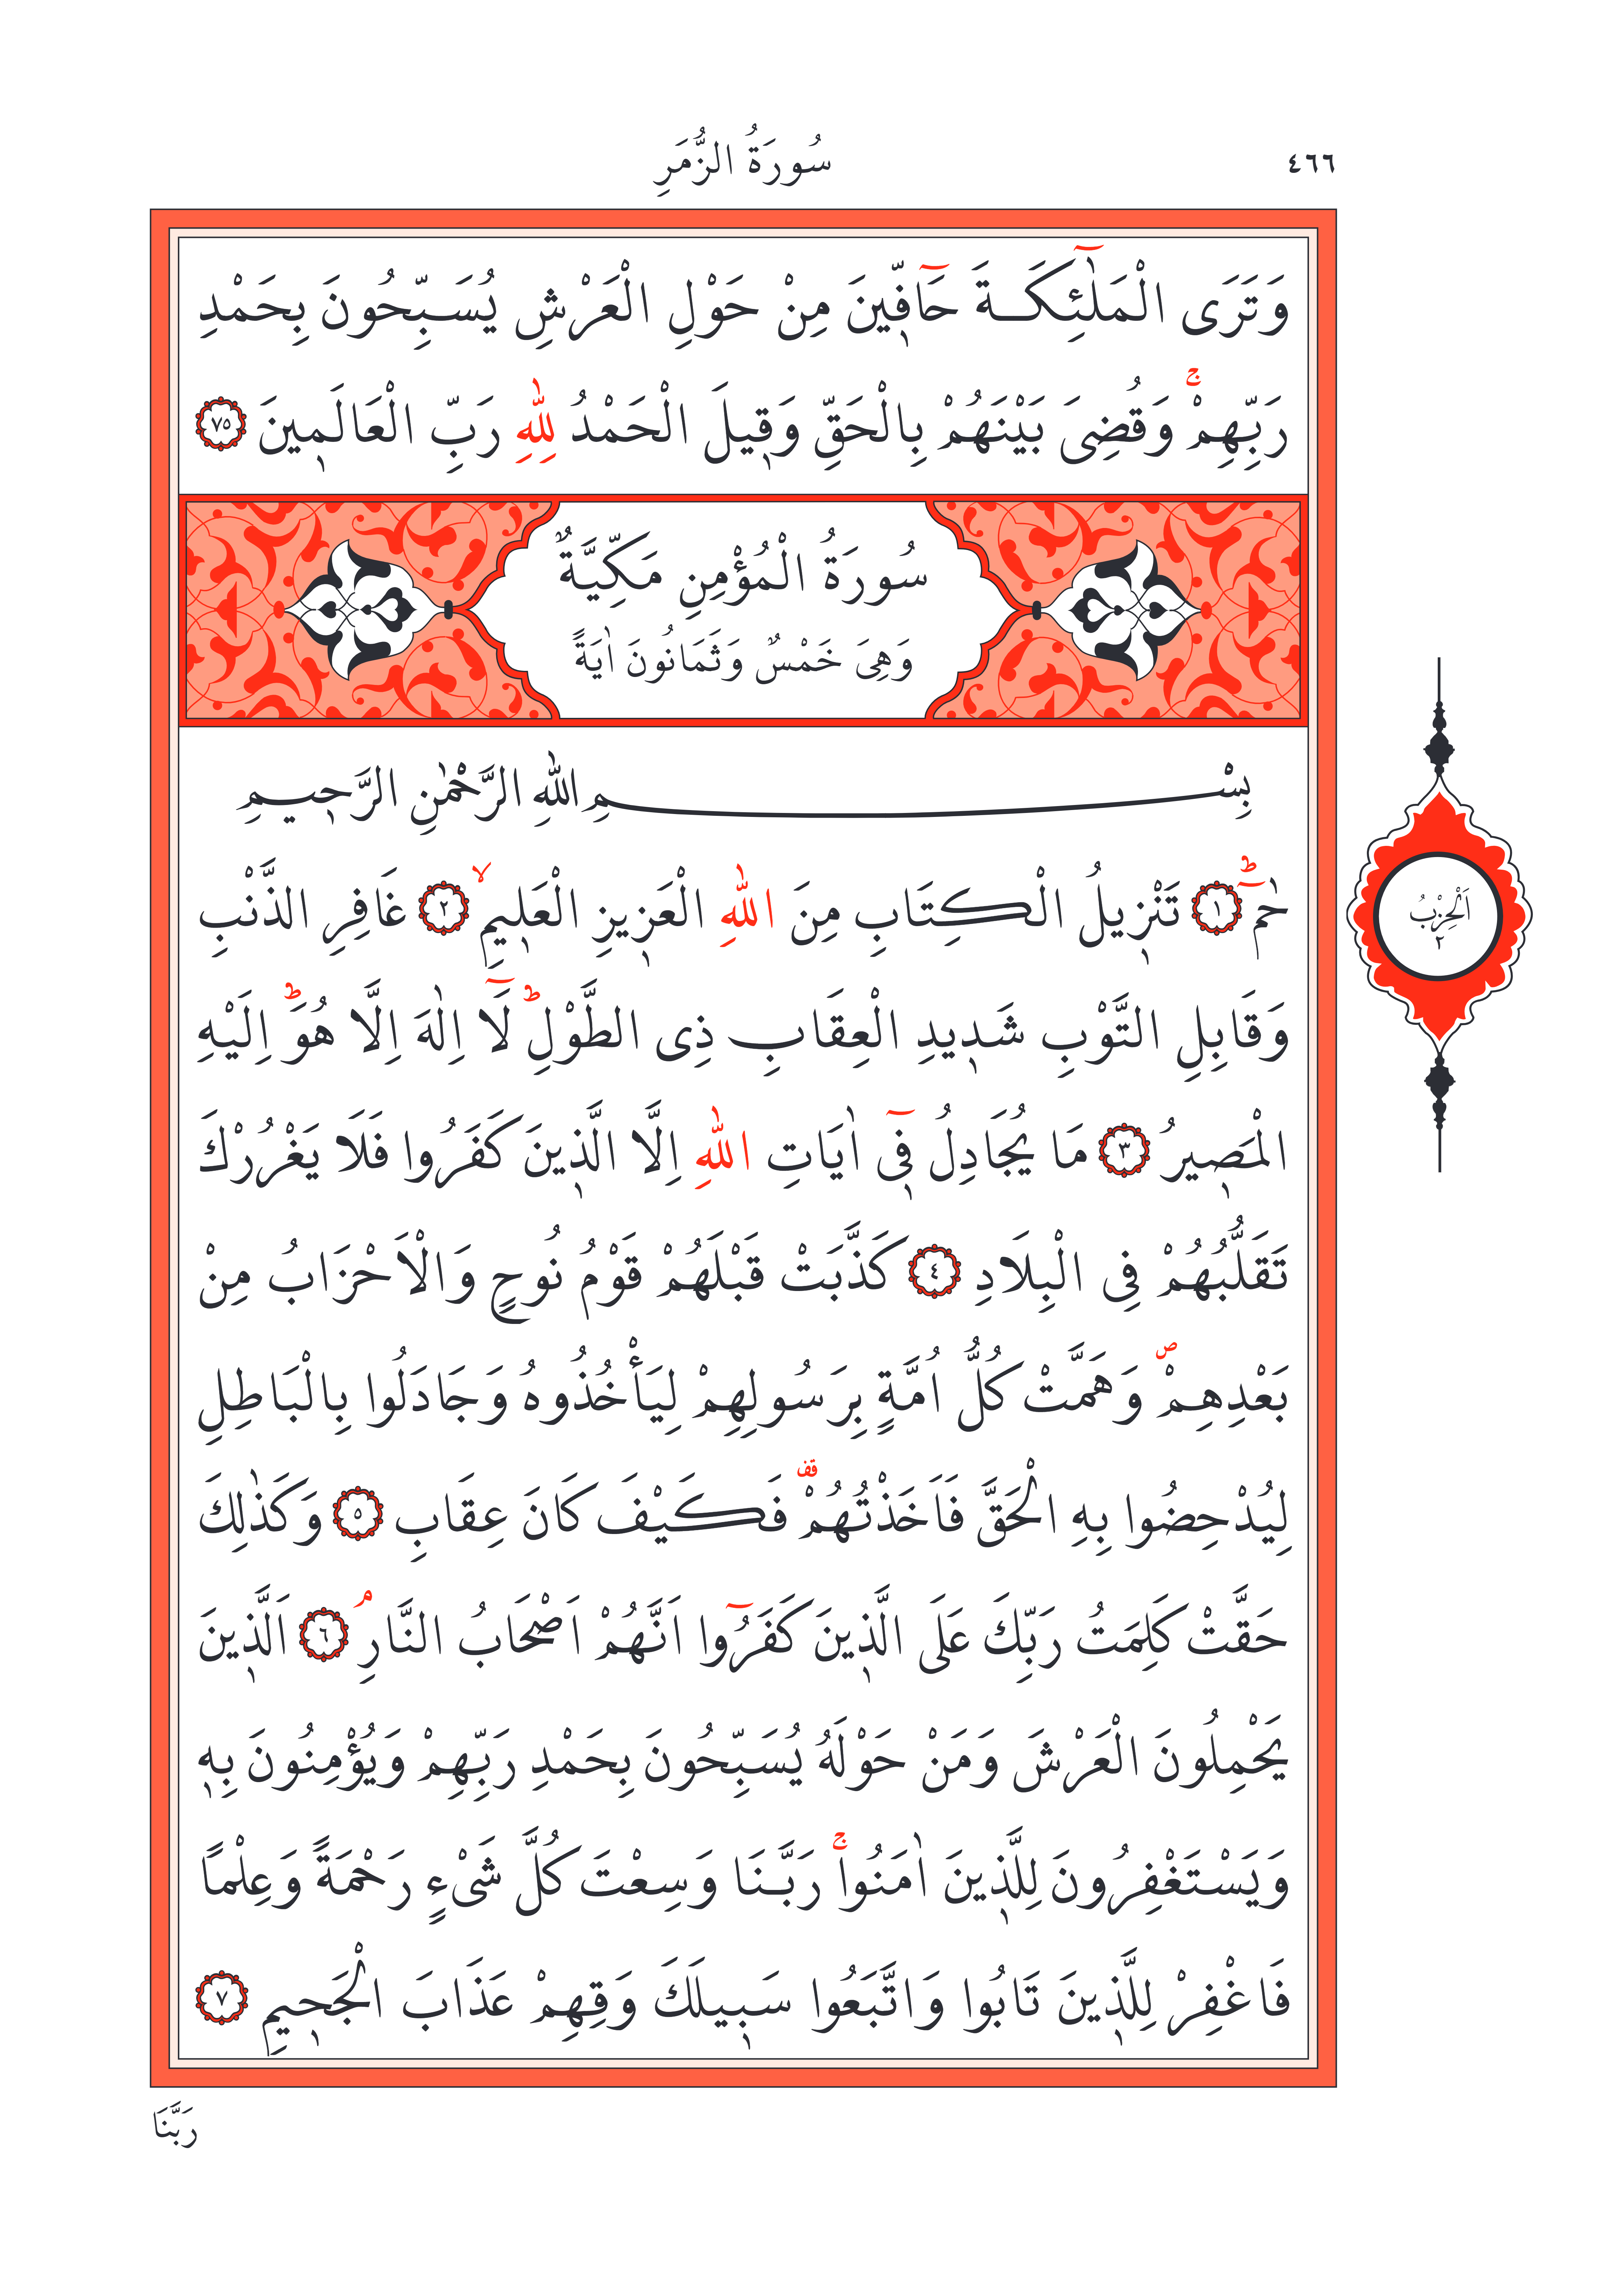 ٤٦٦
سُورَةُ الزُّمَرِ
وَتَرَى الْمَلٰٓئِكَةَ حَٓافّ۪ينَ مِنْ حَوْلِ الْعَرْشِ يُسَبِّحُونَ بِحَمْدِ
رَبِّهِمْۚ وَقُضِىَ بَيْنَهُمْ بِالْحَقِّ وَق۪يلَ الْحَمْدُ لِلّٰهِ رَبِّ الْعَالَم۪ينَ ٧٥
سُورَةُ الْمُؤْمِنِ مَكِّيَّةٌ
وَهِىَ خَمْسٌ وَثَمَانُونَ اٰيَةً
بِسْمِ اللّٰهِ الرَّحْمٰنِ الرَّح۪يمِ
حٰمٓۜ ١ تَنْز۪يلُ الْكِتَابِ مِنَ اللّٰهِ الْعَز۪يزِ الْعَل۪يمِۙ ٢ غَافِرِ الذَّنْبِ
وَقَابِلِ التَّوْبِ شَد۪يدِ الْعِقَابِ ذِى الطَّوْلِۜ لَٓا اِلٰهَ اِلَّا هُوَۜ اِلَيْهِ
الْمَص۪يرُ ٣ مَا يُجَادِلُ ف۪ٓى اٰيَاتِ اللّٰهِ اِلَّا الَّذ۪ينَ كَفَرُوا فَلَا يَغْرُرْكَ
تَقَلُّبُهُمْ فِى الْبِلَادِ ٤ كَذَّبَتْ قَبْلَهُمْ قَوْمُ نُوحٍ وَالْاَحْزَابُ مِنْ
بَعْدِهِمْۖ وَهَمَّتْ كُلُّ اُمَّةٍ بِرَسُولِهِمْ لِيَأْخُذُوهُ وَجَادَلُوا بِالْبَاطِلِ
لِيُدْحِضُوا بِهِ الْحَقَّ فَاَخَذْتُهُمْ۠ فَكَيْفَ كَانَ عِقَابِ ٥ وَكَذٰلِكَ
حَقَّتْ كَلِمَتُ رَبِّكَ عَلَى الَّذ۪ينَ كَفَرُٓوا اَنَّهُمْ اَصْحَابُ النَّارِۢ ٦ اَلَّذ۪ينَ
يَحْمِلُونَ الْعَرْشَ وَمَنْ حَوْلَهُ يُسَبِّحُونَ بِحَمْدِ رَبِّهِمْ وَيُؤْمِنُونَ بِه۪
وَيَسْتَغْفِرُونَ لِلَّذ۪ينَ اٰمَنُواۚ رَبَّنَا وَسِعْتَ كُلَّ شَىْءٍ رَحْمَةً وَعِلْمًا
فَاغْفِرْ لِلَّذ۪ينَ تَابُوا وَاتَّبَعُوا سَب۪يلَكَ وَقِهِمْ عَذَابَ الْجَح۪يمِ ٧
رَبَّنَا
اَلْحِزْبُ
٢